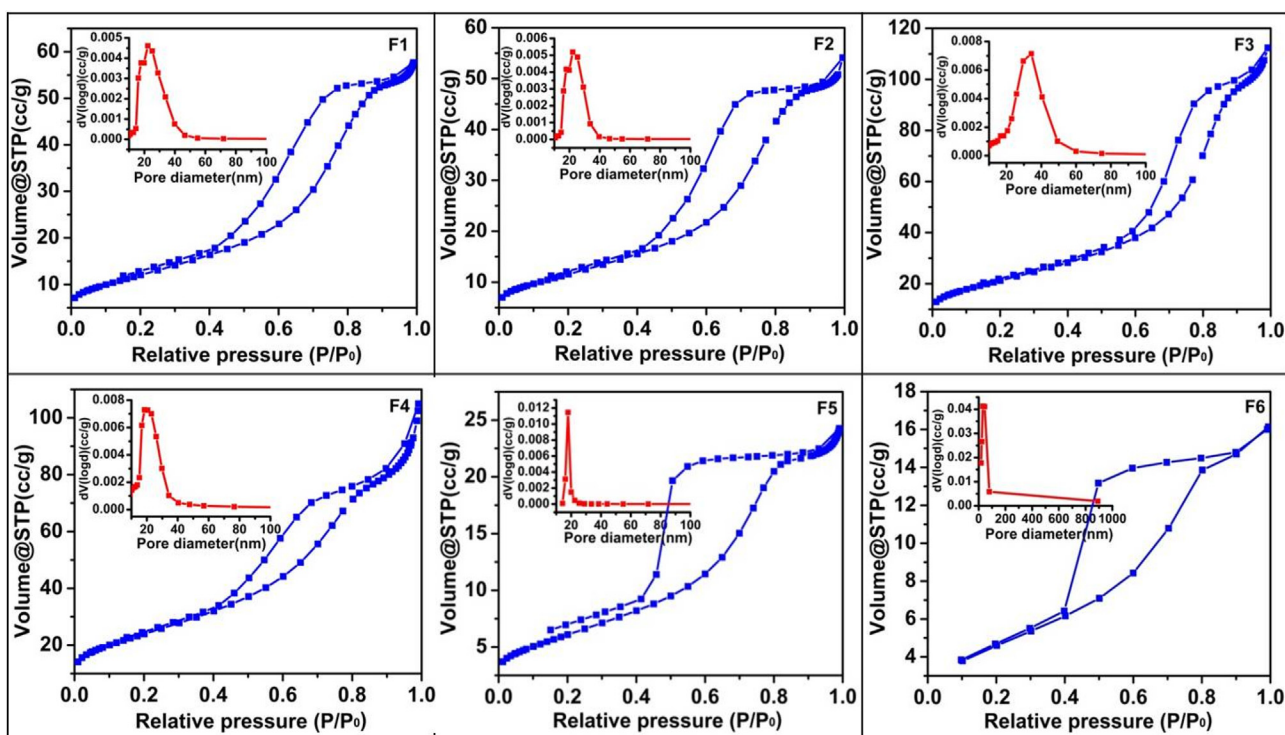 F1
Volume@STP(cc/g)
60
50
40
30
20
10
0.0 0.2 0.4 0.6 0.8 1.0
Relative pressure (P/P₀)
dV(logd)(cc/g)
0.005
0.004
0.003
0.002
0.001
0.000
20 40 60 80 100
Pore diameter(nm)
F2
Volume@STP(cc/g)
60
50
40
30
20
10
0
0.0 0.2 0.4 0.6 0.8 1.0
Relative pressure (P/P₀)
dV(logd)(cc/g)
0.006
0.005
0.004
0.003
0.002
0.001
0.000
20 40 60 80 100
Pore diameter(nm)
F3
Volume@STP(cc/g)
120
100
80
60
40
20
0.0 0.2 0.4 0.6 0.8 1.0
Relative pressure (P/P₀)
dV(logd)(cc/g)
0.008
0.006
0.004
0.002
0.000
20 40 60 80 100
Pore diameter(nm)
F4
Volume@STP(cc/g)
100
80
60
40
20
0.0 0.2 0.4 0.6 0.8 1.0
Relative pressure (P/P₀)
dV(logd)(cc/g)
0.008
0.006
0.004
0.002
0.000
20 40 60 80 100
Pore diameter(nm)
F5
Volume@STP(cc/g)
25
20
15
10
5
0.0 0.2 0.4 0.6 0.8 1.0
Relative pressure (P/P₀)
dV(logd)(cc/g)
0.012
0.010
0.008
0.006
0.004
0.002
0.000
20 40 60 80 100
Pore diameter(nm)
F6
Volume@STP(cc/g)
18
16
14
12
10
8
6
4
0.0 0.2 0.4 0.6 0.8 1.0
Relative pressure (P/P₀)
dV(logd)(cc/g)
0.04
0.03
0.02
0.01
0.00
0 200 400 600 800 1000
Pore diameter(nm)